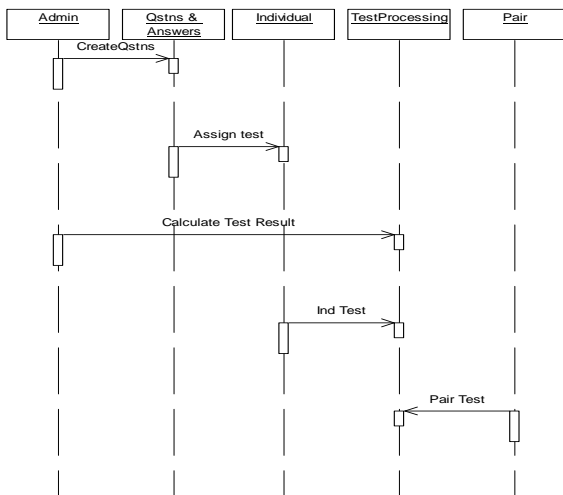 Admin
Qstns &
Answers
Individual
TestProcessing
Pair
CreateQstns
Assign test
Calculate Test Result
Ind Test
Pair Test